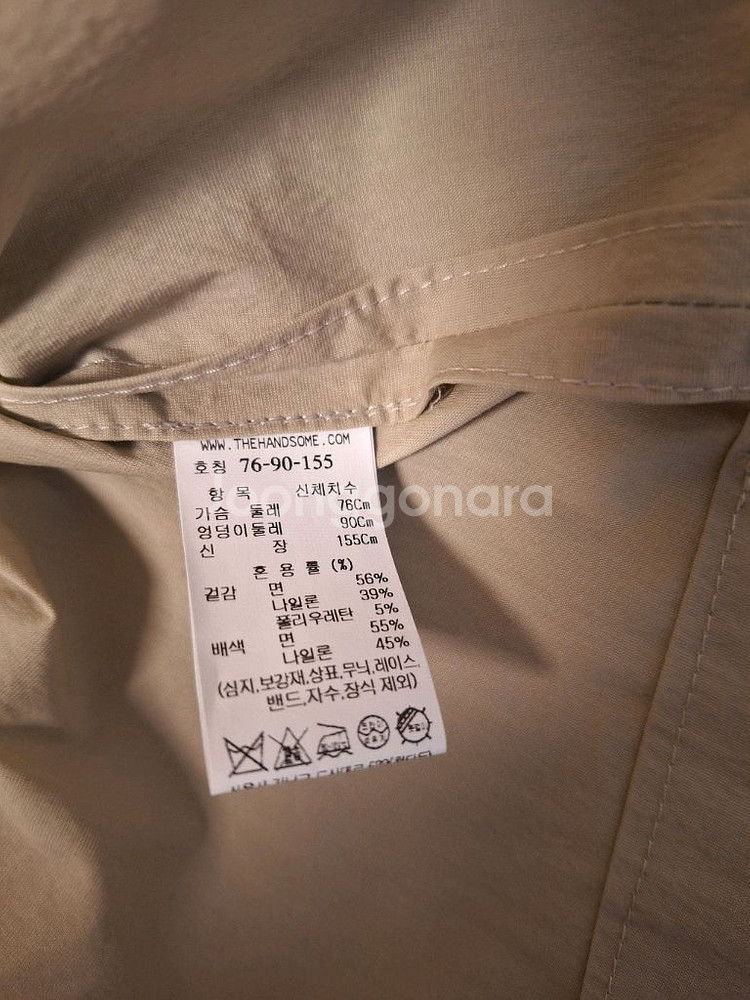 WWW.THEHANDSOME.COM
호칭 76-90-155
항 목 신체치수
가슴 둘레 76Cm
엉덩이둘레 90Cm
신 장 155Cm
혼 용 률 (%)
겉감 면 56%
나일론 39%
폴리우레탄 5%
배색 면 55%
나일론 45%
(심지,보강재,상표,무늬,레이스,
밴드,자수,장식 제외)
joonggonara